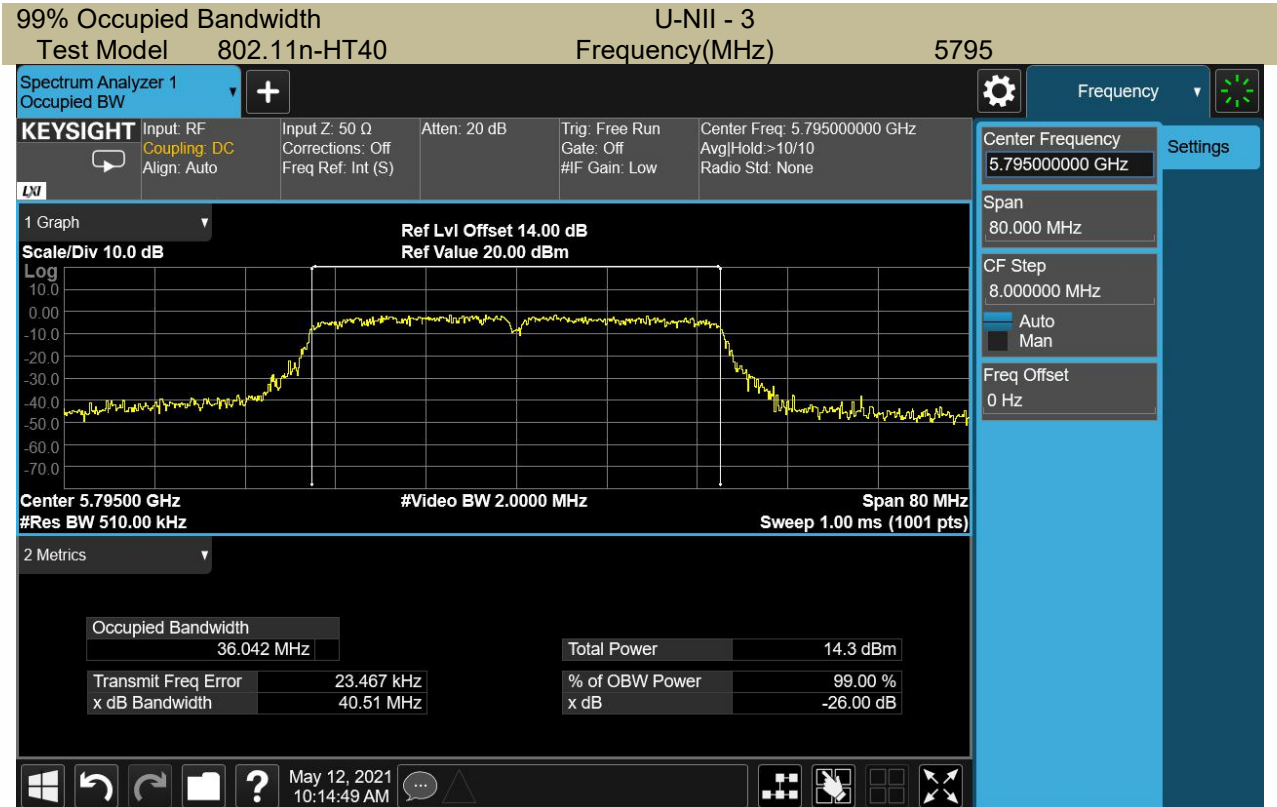 99% Occupied Bandwidth U-NII - 3
Test Model 802.11n-HT40 Frequency(MHz) 5795
Spectrum Analyzer 1
Occupied BW
+
Frequency
KEYSIGHT
LXI
Input: RF
Coupling: DC
Align: Auto
Input Z: 50 Ω
Corrections: Off
Freq Ref: Int (S)
Atten: 20 dB
Trig: Free Run
Gate: Off
#IF Gain: Low
Center Freq: 5.795000000 GHz
Avg|Hold:>10/10
Radio Std: None
Center Frequency
5.795000000 GHz
Settings
Span
80.000 MHz
CF Step
8.000000 MHz
Auto
Man
Freq Offset
0 Hz
1 Graph
Scale/Div 10.0 dB
Ref Lvl Offset 14.00 dB
Ref Value 20.00 dBm
Log
10.0
0.00
-10.0
-20.0
-30.0
-40.0
-50.0
-60.0
-70.0
Center 5.79500 GHz #Video BW 2.0000 MHz Span 80 MHz
#Res BW 510.00 kHz Sweep 1.00 ms (1001 pts)
2 Metrics
Occupied Bandwidth
36.042 MHz
Total Power 14.3 dBm
Transmit Freq Error 23.467 kHz % of OBW Power 99.00 %
x dB Bandwidth 40.51 MHz x dB -26.00 dB
?
May 12, 2021
10:14:49 AM